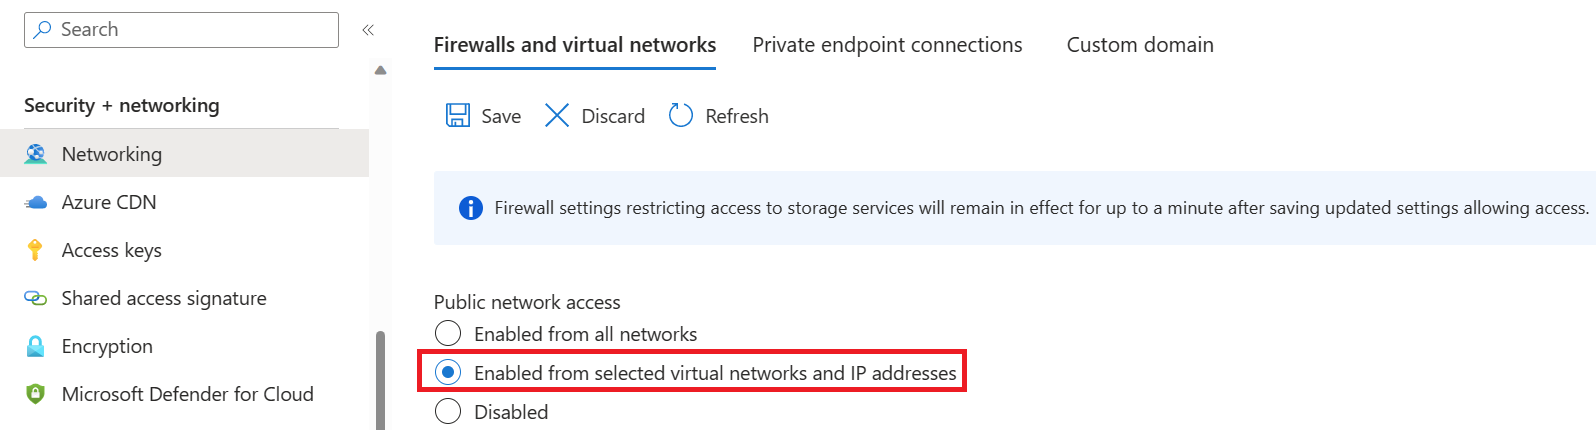 Search
«
Security + networking
Networking
Azure CDN
Access keys
Shared access signature
Encryption
Microsoft Defender for Cloud
Firewalls and virtual networks
Private endpoint connections
Custom domain
Save
Discard
Refresh
Firewall settings restricting access to storage services will remain in effect for up to a minute after saving updated settings allowing access.
Public network access
Enabled from all networks
Enabled from selected virtual networks and IP addresses
Disabled